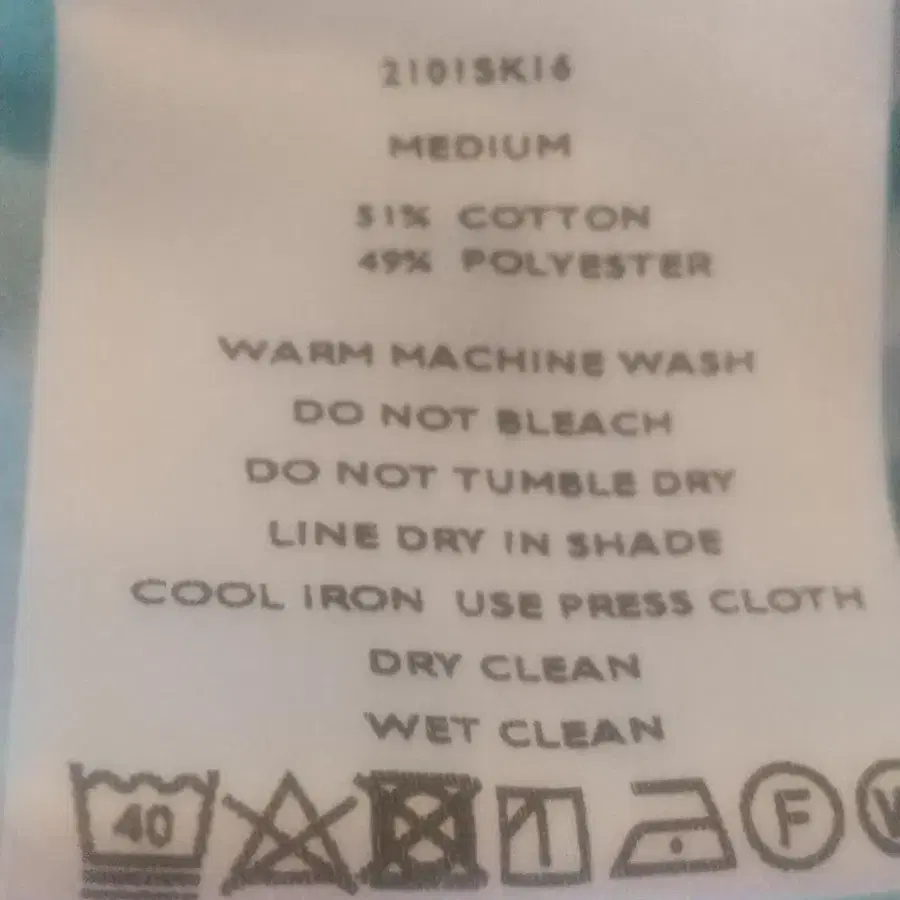 2101SK16
MEDIUM
51% COTTON
49% POLYESTER
WARM MACHINE WASH
DO NOT BLEACH
DO NOT TUMBLE DRY
LINE DRY IN SHADE
COOL IRON USE PRESS CLOTH
DRY CLEAN
WET CLEAN
40 F W